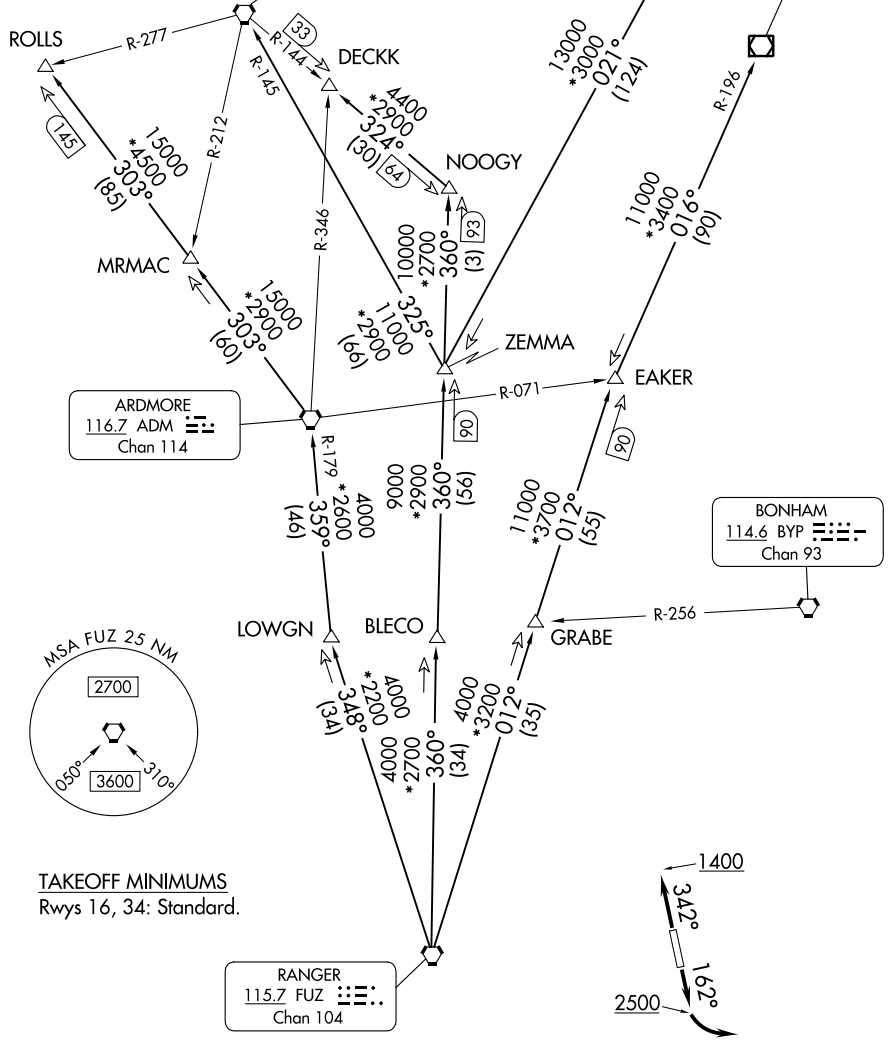 ROLLS
R-277
R-144
33
DECKK
R-145
13000
*3000
021°
(124)
R-196
145
15000
*4500
303°
(85)
R-212
4400
*2900
324°
(30)
64
NOOGY
R-346
93
11000
*3400
016°
(90)
MRMAC
10000
*2700
360°
(3)
15000
*2900
303°
(60)
325°
11000
*2900
(66)
ZEMMA
EAKER
R-071
ARDMORE
116.7 ADM
Chan 114
R-179
90
90
4000
*2600
359°
(46)
9000
*2900
360°
(56)
11000
*3700
012°
(55)
BONHAM
114.6 BYP
Chan 93
R-256
LOWGN
BLECO
GRABE
MSA FUZ 25 NM
2700
050°
310°
3600
4000
*2200
348°
(34)
4000
*2700
360°
(34)
4000
*3200
012°
(35)
TAKEOFF MINIMUMS
Rwys 16, 34: Standard.
1400
342°
162°
2500
RANGER
115.7 FUZ
Chan 104